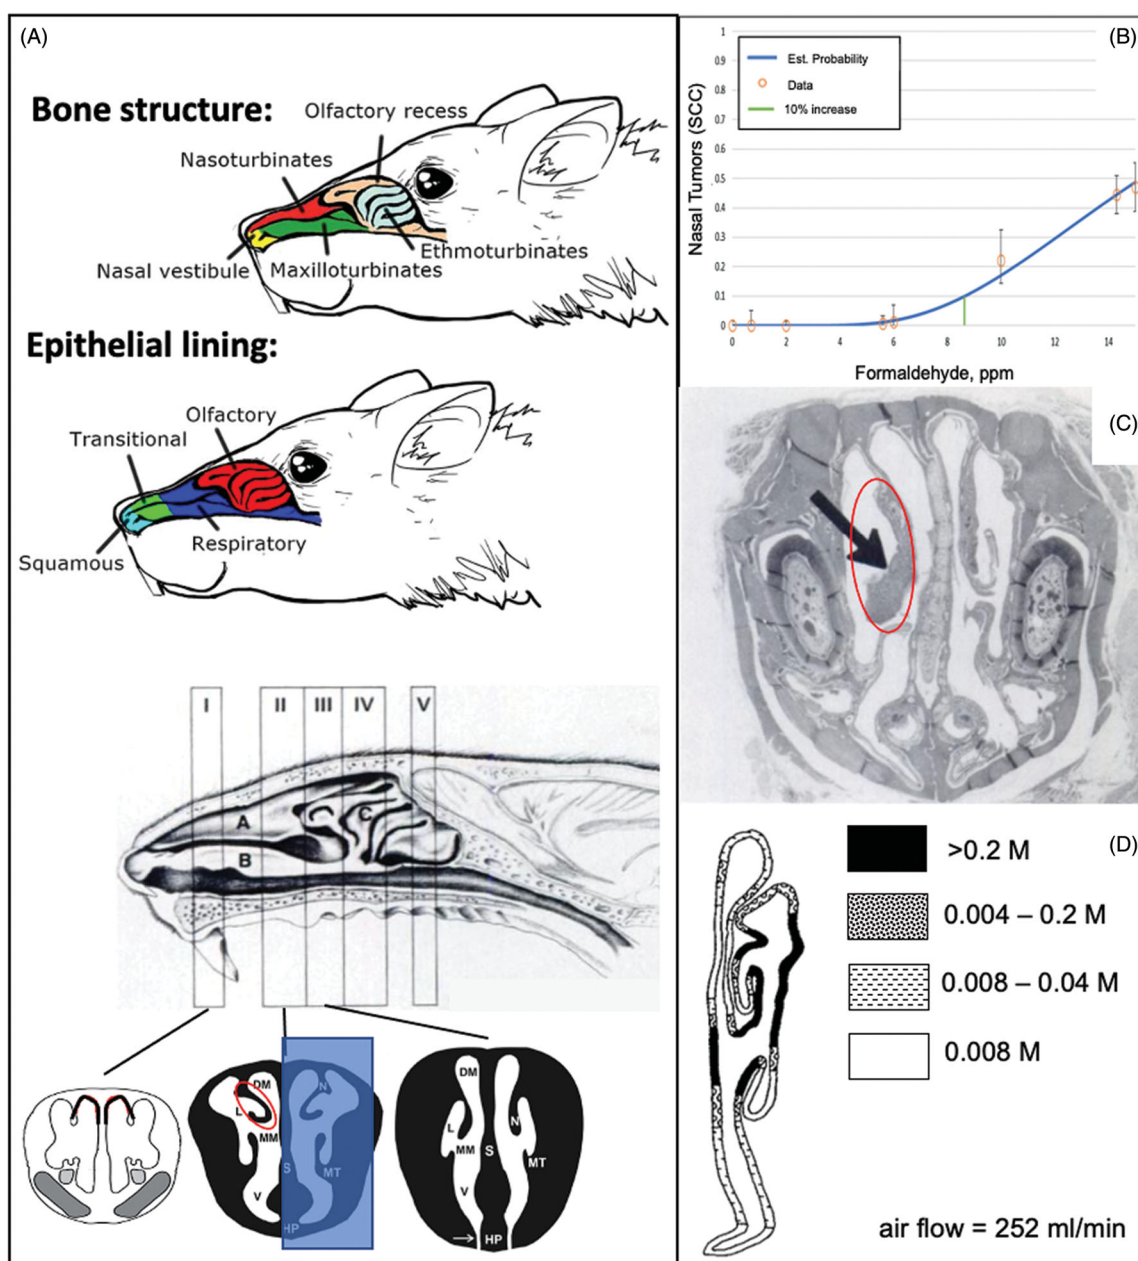 (A)
Bone structure:
Olfactory recess
Nasoturbinates
Ethmoturbinates
Nasal vestibule
Maxilloturbinates
Epithelial lining:
Olfactory
Transitional
Respiratory
Squamous
I II III IV V
A
C
B
DM N
L
MM
S MT
V
HP
DM
L N
MM S MT
V
HP
(B)
Nasal Tumors (SCC)
1
0.9
0.8
0.7
0.6
0.5
0.4
0.3
0.2
0.1
0
Est. Probability
Data
10% increase
0 2 4 6 8 10 12 14
Formaldehyde, ppm
(C)
(D)
>0.2 M
0.004 – 0.2 M
0.008 – 0.04 M
0.008 M
air flow = 252 ml/min